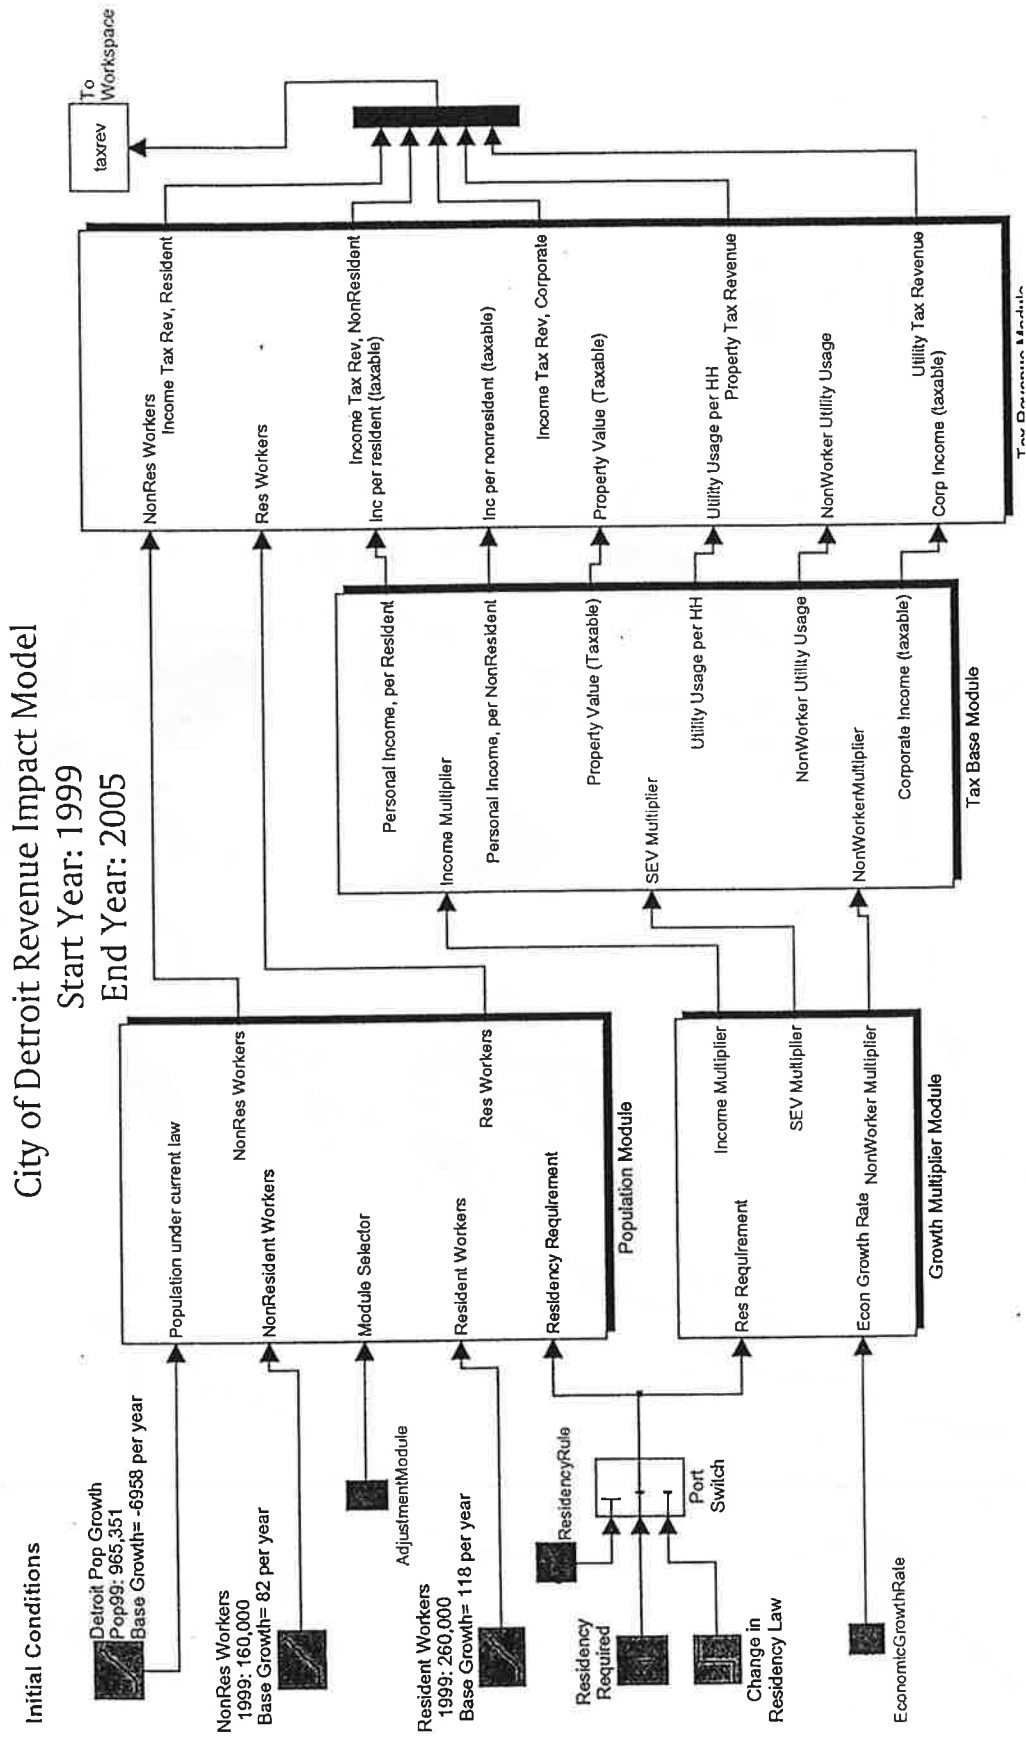 City of Detroit Revenue Impact Model
Start Year: 1999
End Year: 2005
Initial Conditions
Detroit Pop Growth
Pop99: 965,351
Base Growth= -6958 per year
NonRes Workers
1999: 160,000
Base Growth= 82 per year
AdjustmentModule
Resident Workers
1999: 260,000
Base Growth= 118 per year
ResidencyRule
Residency
Required
Port
Switch
Change in
Residency Law
EconomicGrowthRate
Population under current law
NonResident Workers
Module Selector
Resident Workers
Residency Requirement
NonRes Workers
Res Workers
Population Module
Res Requirement
Econ Growth Rate
Income Multiplier
SEV Multiplier
NonWorker Multiplier
Growth Multiplier Module
Income Multiplier
SEV Multiplier
NonWorkerMultiplier
Personal Income, per Resident
Personal Income, per NonResident
Property Value (Taxable)
Utility Usage per HH
NonWorker Utility Usage
Corporate Income (taxable)
Tax Base Module
NonRes Workers
Res Workers
Inc per resident (taxable)
Inc per nonresident (taxable)
Property Value (Taxable)
Utility Usage per HH
NonWorker Utility Usage
Corp Income (taxable)
Income Tax Rev, Resident
Income Tax Rev, NonResident
Income Tax Rev, Corporate
Property Tax Revenue
Utility Tax Revenue
Tax Revenue Module
taxrev
To
Workspace